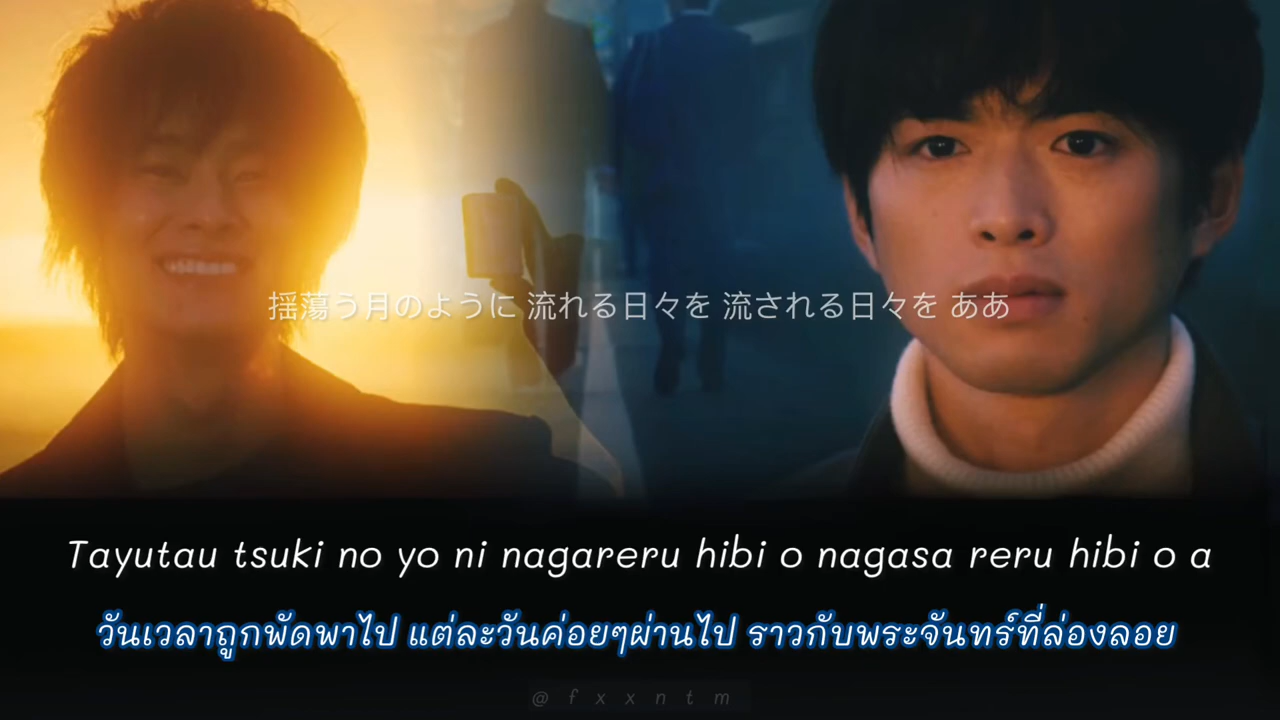 揺蕩う月のように 流れる日々を 流される日々を ああ
Tayutau tsuki no yo ni nagareru hibi o nagasa reru hibi o a
วันเวลาถูกพัดพาไป แต่ละวันค่อยๆผ่านไป ราวกับพระจันทร์ที่ล่องลอย
@fxxntm